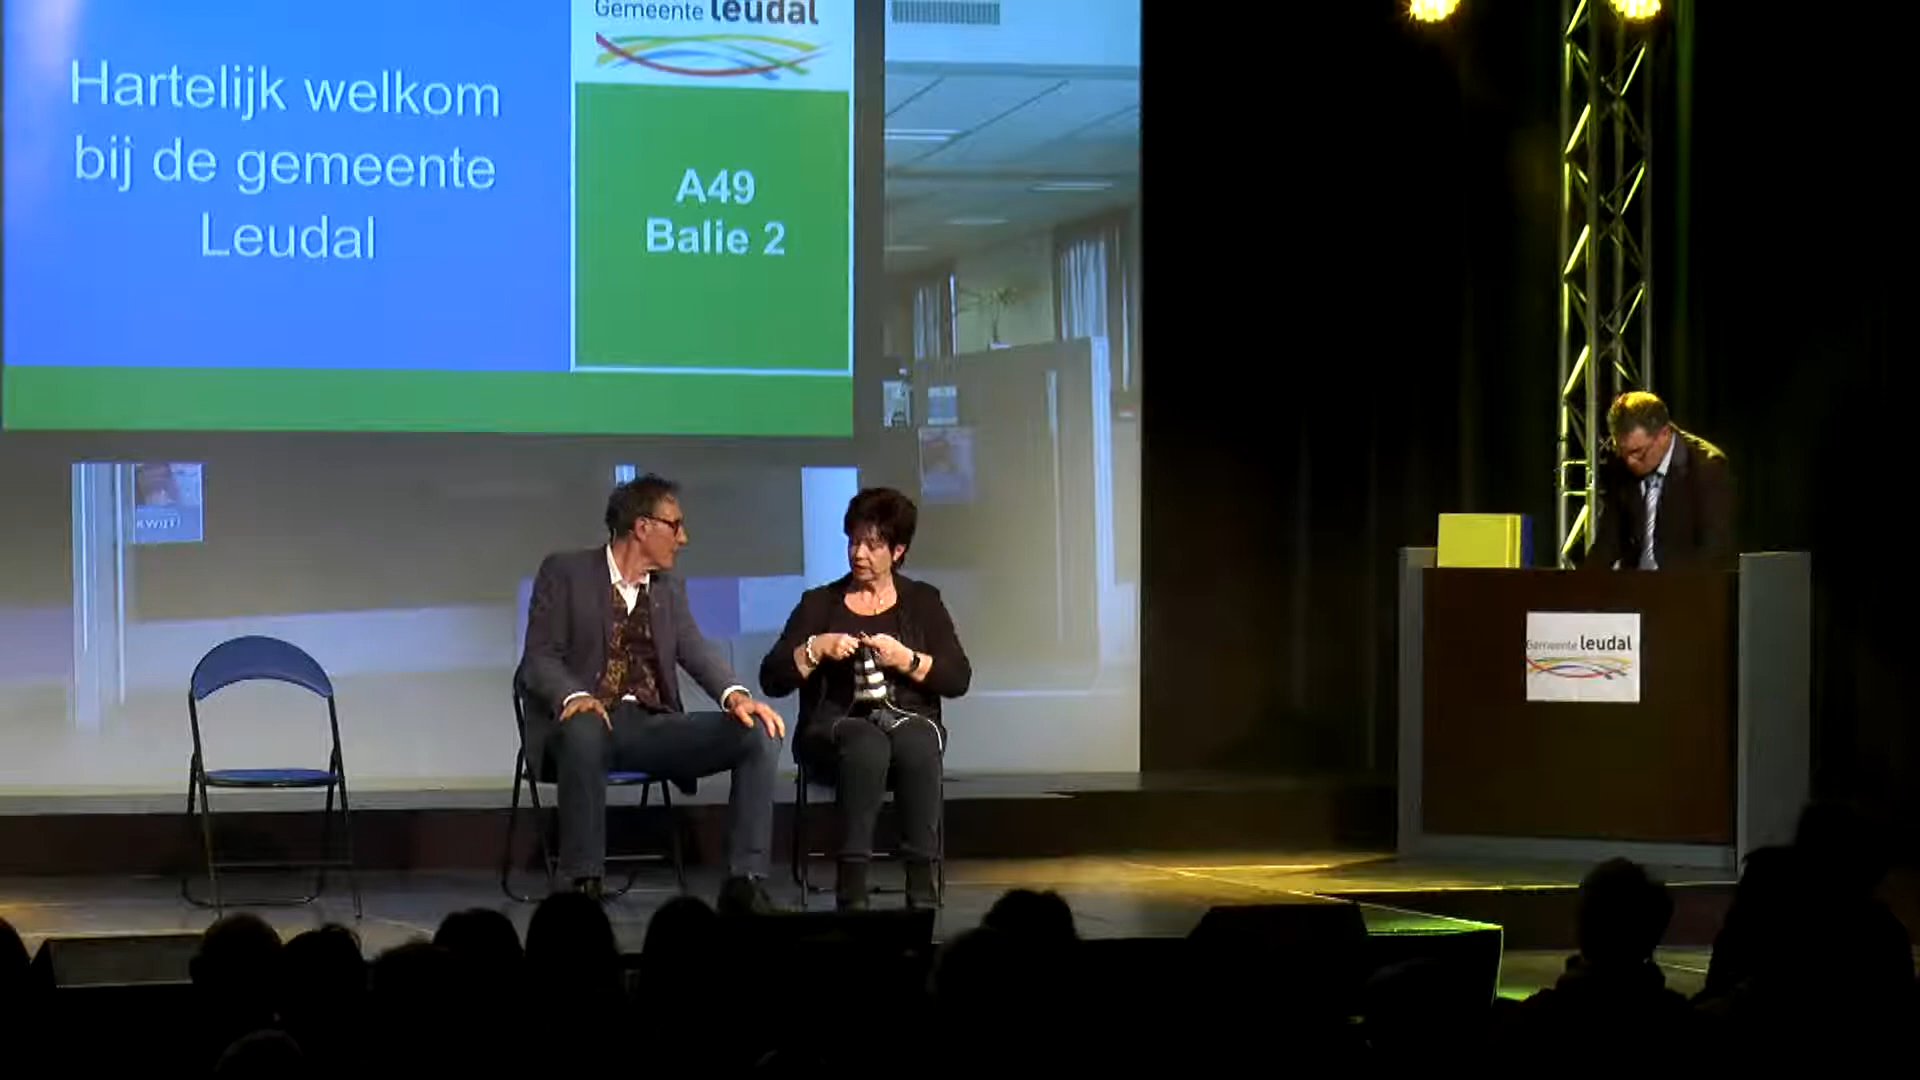 Gemeente leudal
Hartelijk welkom
bij de gemeente
Leudal
A49
Balie 2
KWIJT?
Gemeente leudal